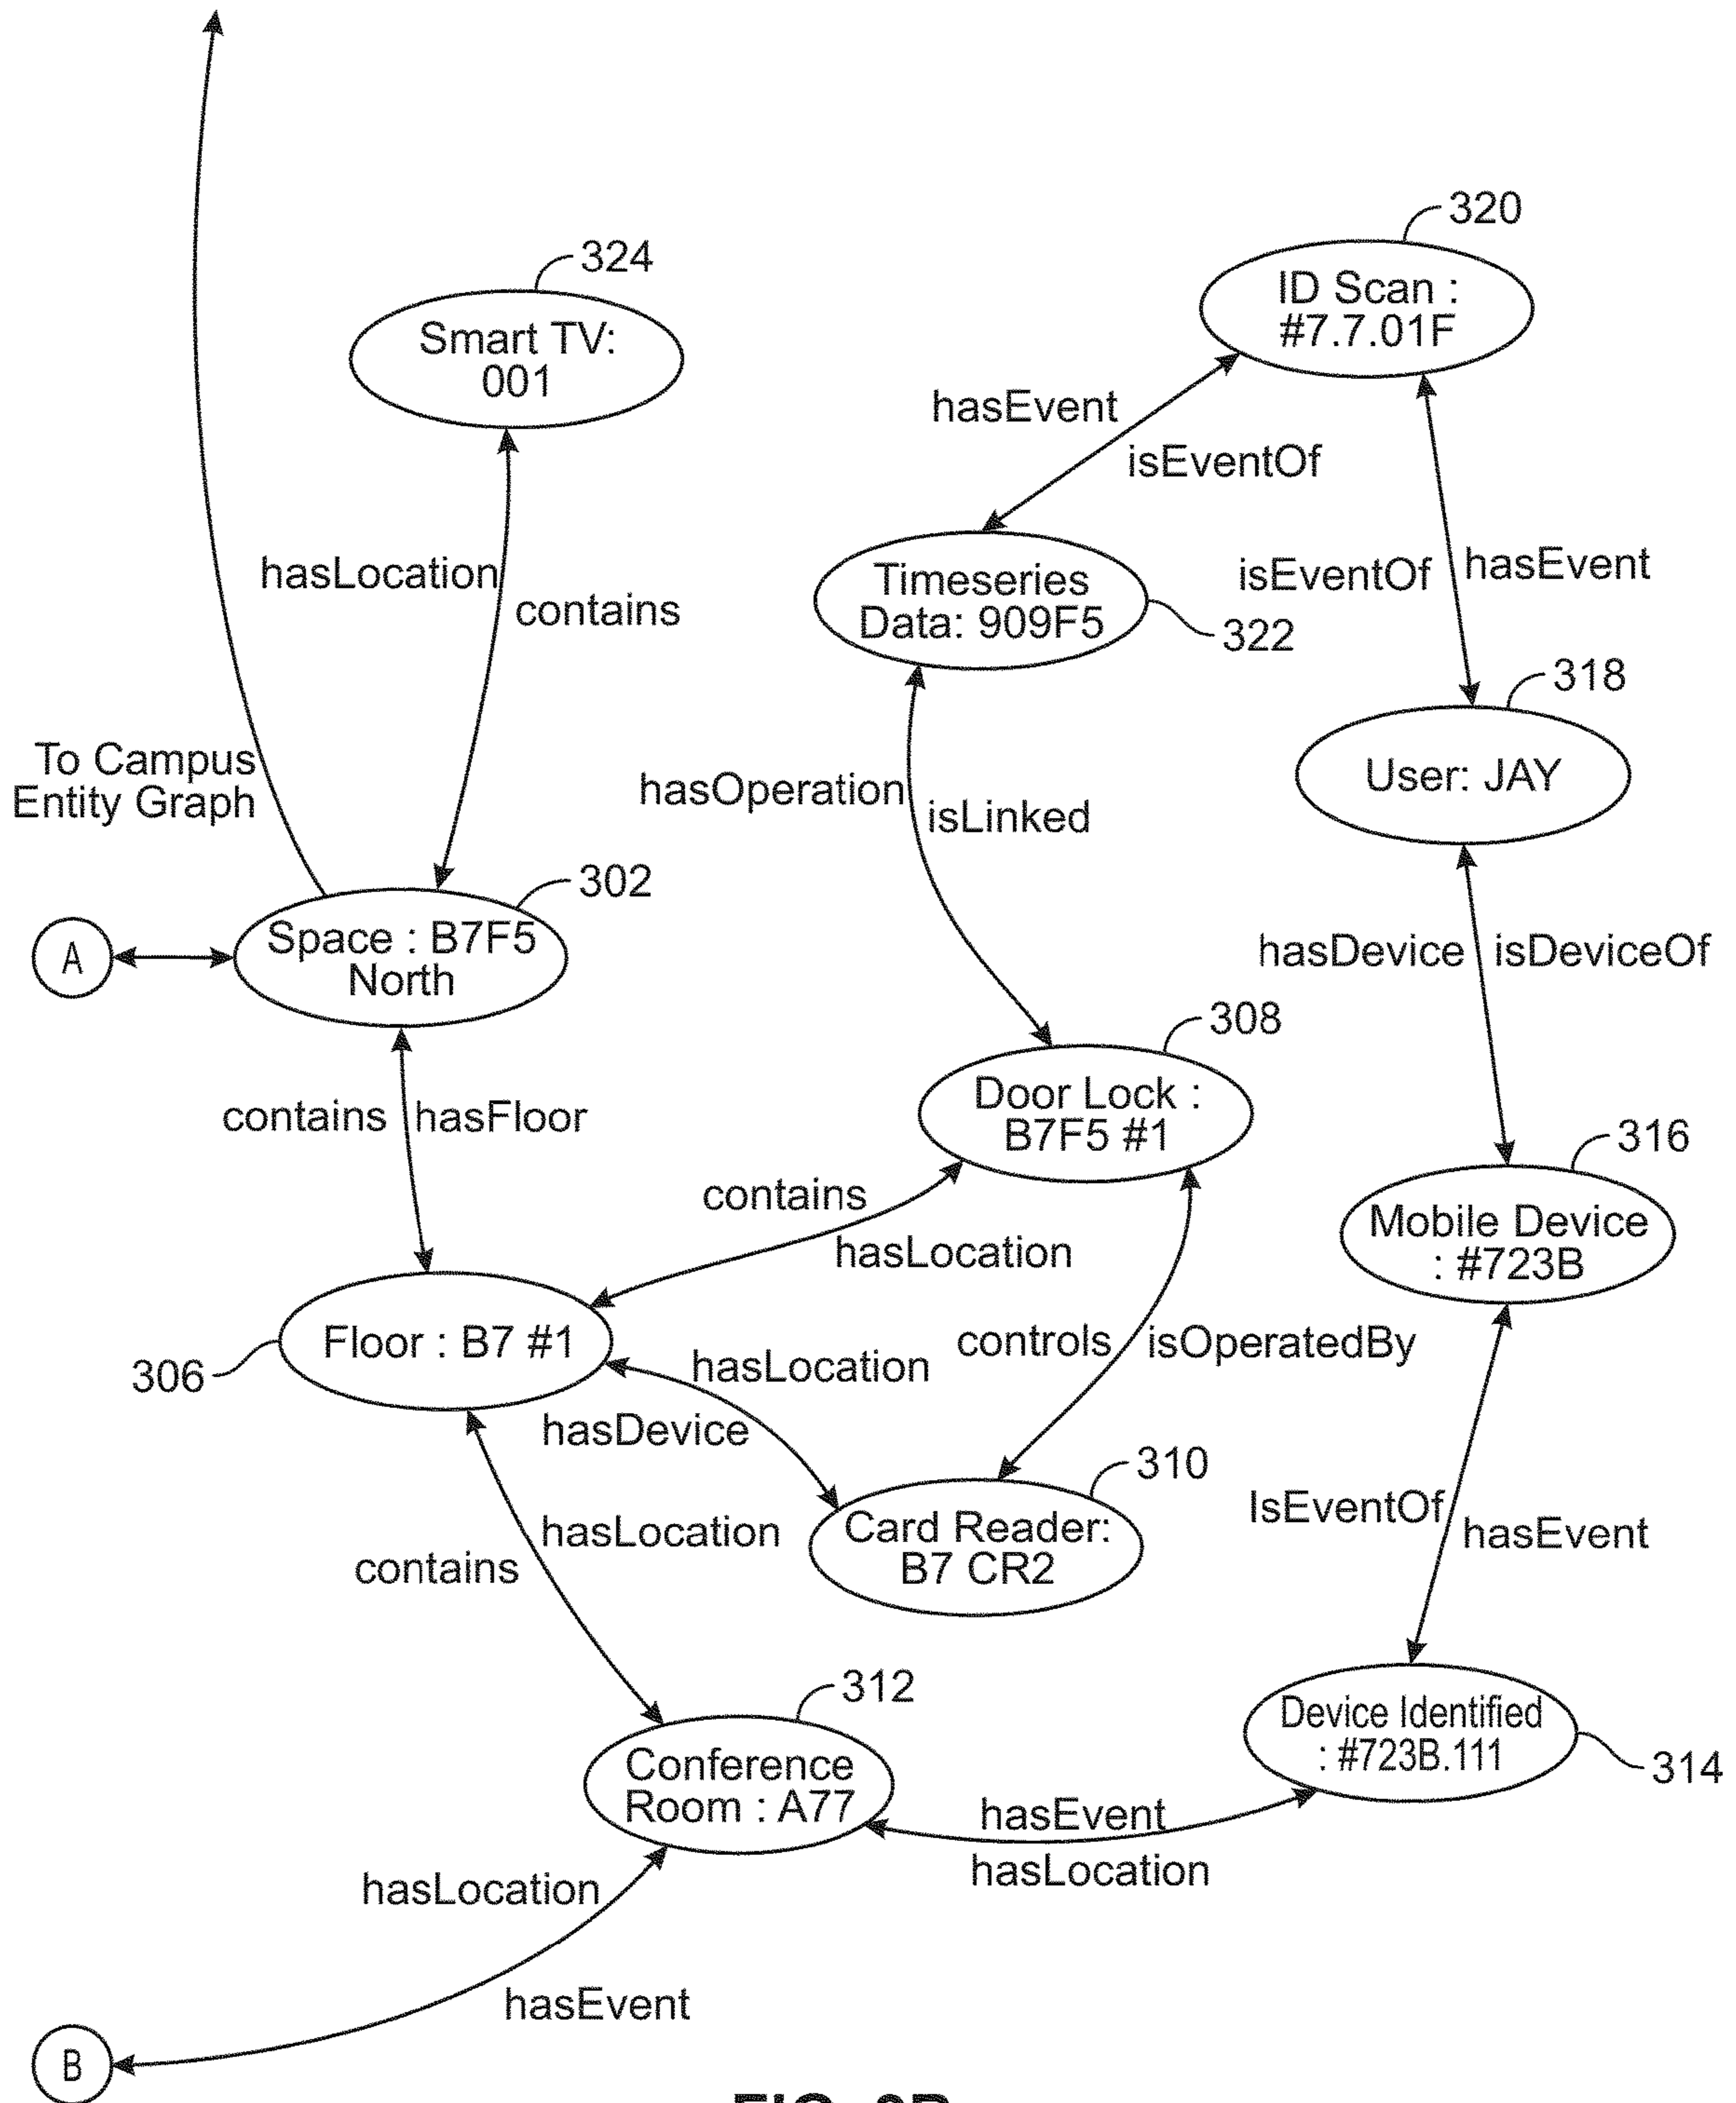 320
ID Scan :
#7.7.01F
324
Smart TV:
001
hasEvent
isEventOf
hasLocation
contains
Timeseries
Data: 909F5
322
isEventOf
hasEvent
318
User: JAY
To Campus
Entity Graph
hasOperation
isLinked
302
A
Space : B7F5
North
hasDevice
isDeviceOf
308
Door Lock :
B7F5 #1
contains
hasFloor
316
Mobile Device
: #723B
contains
hasLocation
306
Floor : B7 #1
hasLocation
hasDevice
controls
isOperatedBy
310
Card Reader:
B7 CR2
IsEventOf
hasEvent
hasLocation
contains
312
Conference
Room : A77
Device Identified
: #723B.111
314
hasEvent
hasLocation
hasLocation
hasEvent
B